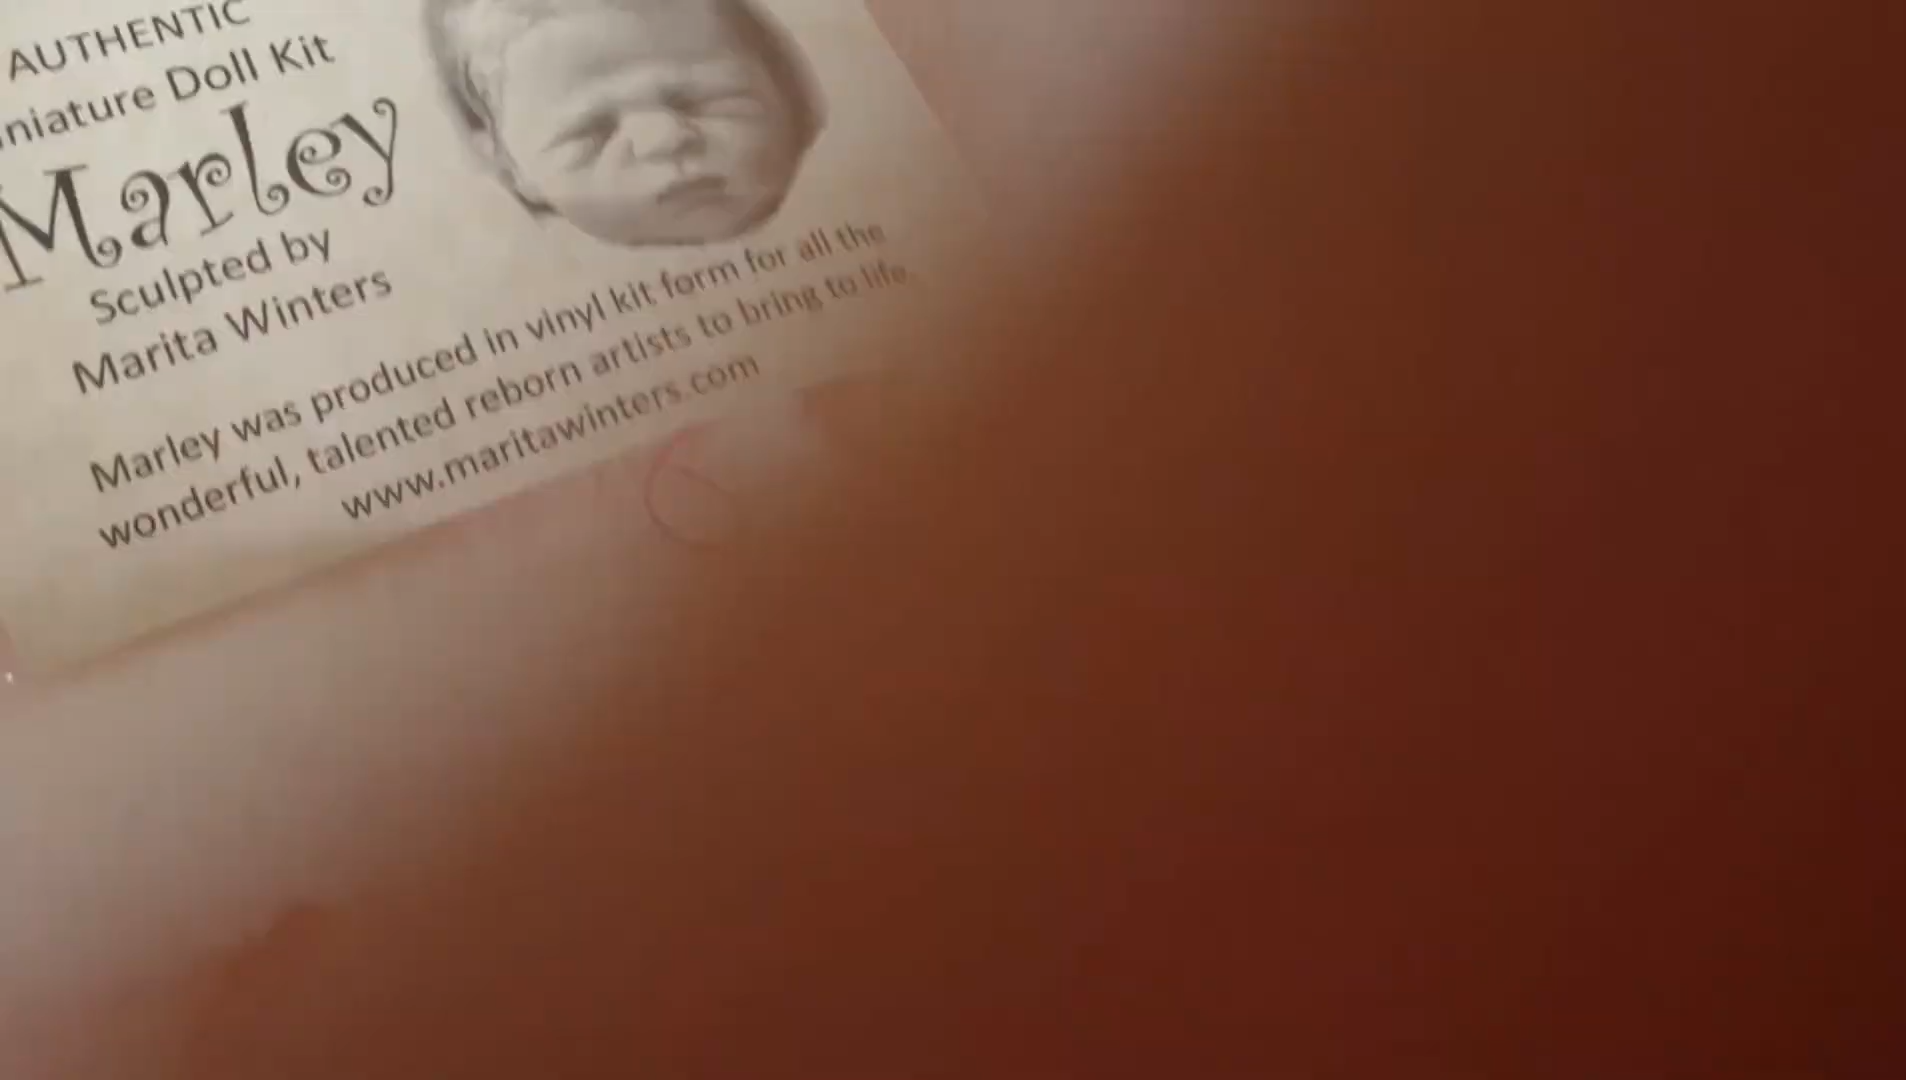 AUTHENTIC
niature Doll Kit
Marley
Sculpted by
Marita Winters
Marley was produced in vinyl kit form for all the
wonderful, talented reborn artists to bring to life.
www.maritawinters.com